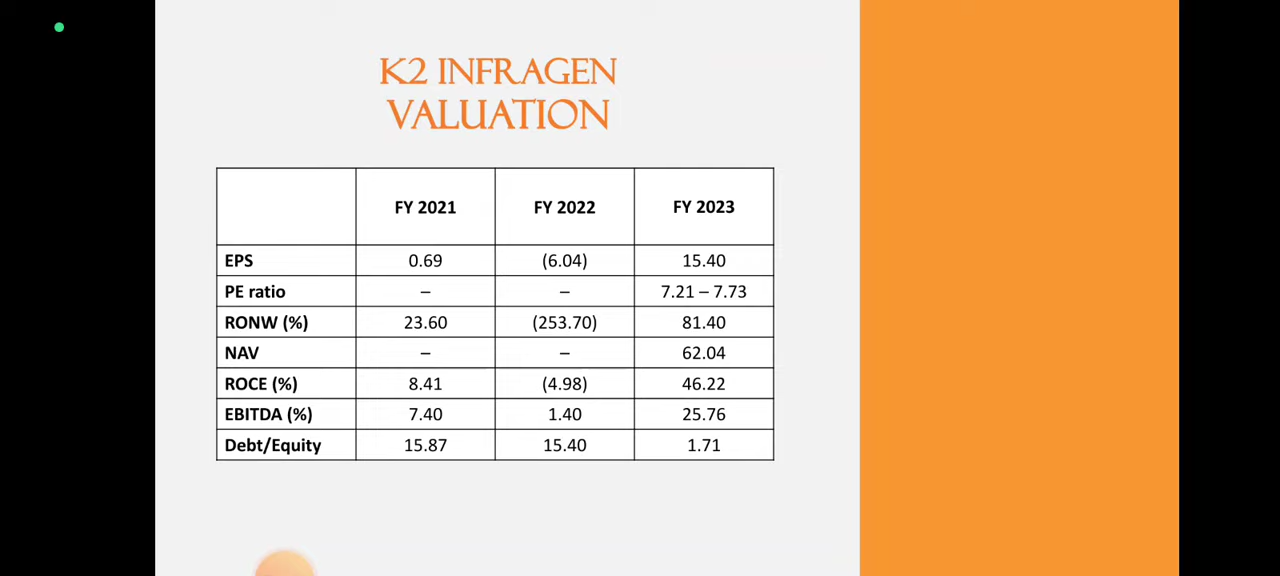 K2 INFRAGEN
VALUATION
FY 2021 FY 2022 FY 2023
EPS 0.69 (6.04) 15.40
PE ratio – – 7.21 – 7.73
RONW (%) 23.60 (253.70) 81.40
NAV – – 62.04
ROCE (%) 8.41 (4.98) 46.22
EBITDA (%) 7.40 1.40 25.76
Debt/Equity 15.87 15.40 1.71